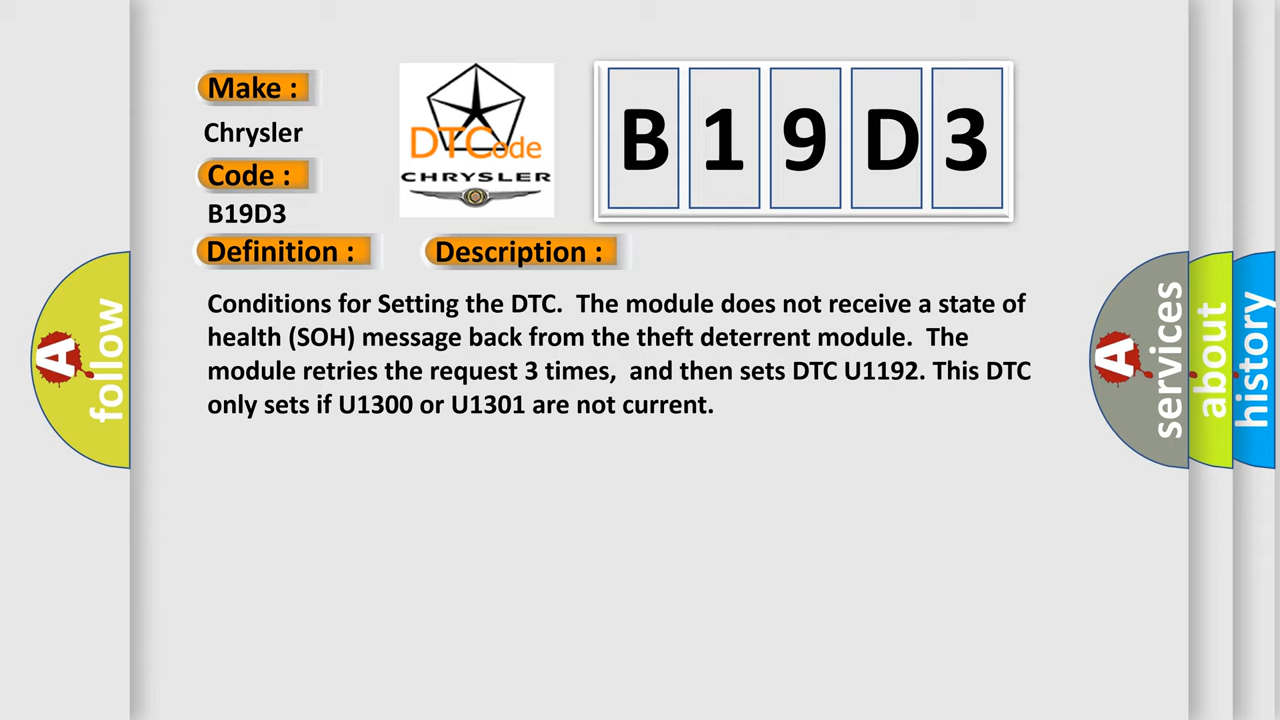 Make :
Chrysler
Code :
B19D3
Definition :
Description :
DTCode
CHRYSLER
B 1 9 D 3
Conditions for Setting the DTC. The module does not receive a state of
health (SOH) message back from the theft deterrent module. The
module retries the request 3 times, and then sets DTC U1192. This DTC
only sets if U1300 or U1301 are not current.
A follow
A services
about
history